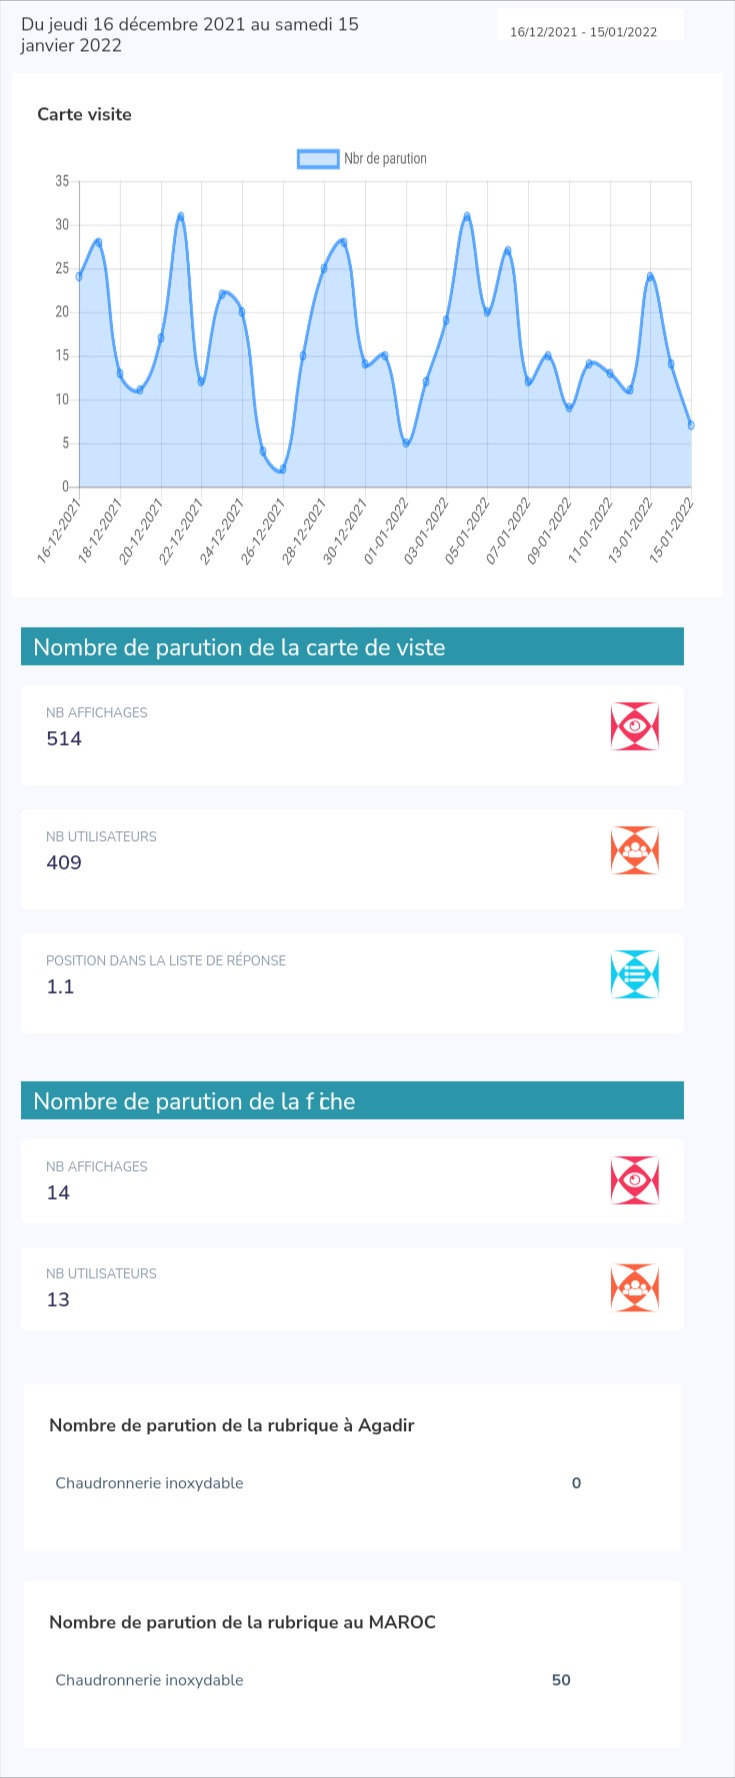 Du jeudi 16 décembre 2021 au samedi 15
janvier 2022
16/12/2021 - 15/01/2022
Carte visite
Nbr de parution
35
30
25
20
15
10
5
0
16-12-2021
18-12-2021
20-12-2021
22-12-2021
24-12-2021
26-12-2021
28-12-2021
30-12-2021
01-01-2022
03-01-2022
05-01-2022
07-01-2022
09-01-2022
11-01-2022
13-01-2022
15-01-2022
Nombre de parution de la carte de viste
NB AFFICHAGES
514
NB UTILISATEURS
409
POSITION DANS LA LISTE DE RÉPONSE
1.1
Nombre de parution de la fiche
NB AFFICHAGES
14
NB UTILISATEURS
13
Nombre de parution de la rubrique à Agadir
Chaudronnerie inoxydable 0
Nombre de parution de la rubrique au MAROC
Chaudronnerie inoxydable 50